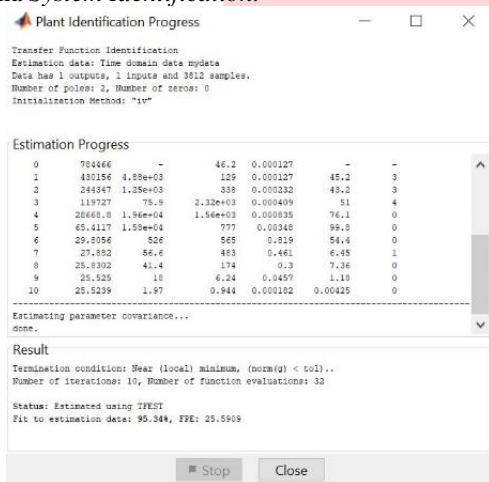 System Identification.
Plant Identification Progress
Transfer Function Identification
Estimation data: Time domain data mydata
Data has 1 outputs, 1 inputs and 3812 samples.
Number of poles: 2, Number of zeros: 0
Initialization Method: "iv"
Estimation Progress
0 784466 - 46.2 0.000127 - -
1 430156 4.88e+03 129 0.000127 45.2 3
2 244347 1.25e+03 338 0.000232 43.2 3
3 119727 75.9 2.32e+03 0.000409 51 4
4 28668.8 1.96e+04 1.56e+03 0.000835 76.1 0
5 65.4117 1.58e+04 777 0.00348 99.8 0
6 29.8056 526 565 0.819 54.4 0
7 27.882 56.6 483 0.461 6.45 1
8 25.8302 41.4 174 0.3 7.36 0
9 25.525 18 6.24 0.0457 1.18 0
10 25.5239 1.97 0.944 0.000182 0.00425 0
Estimating parameter covariance...
done.
Result
Termination condition: Near (local) minimum, (norm(g) < tol)..
Number of iterations: 10, Number of function evaluations: 32
Status: Estimated using TFEST
Fit to estimation data: 95.34%, FPE: 25.5909
Stop Close